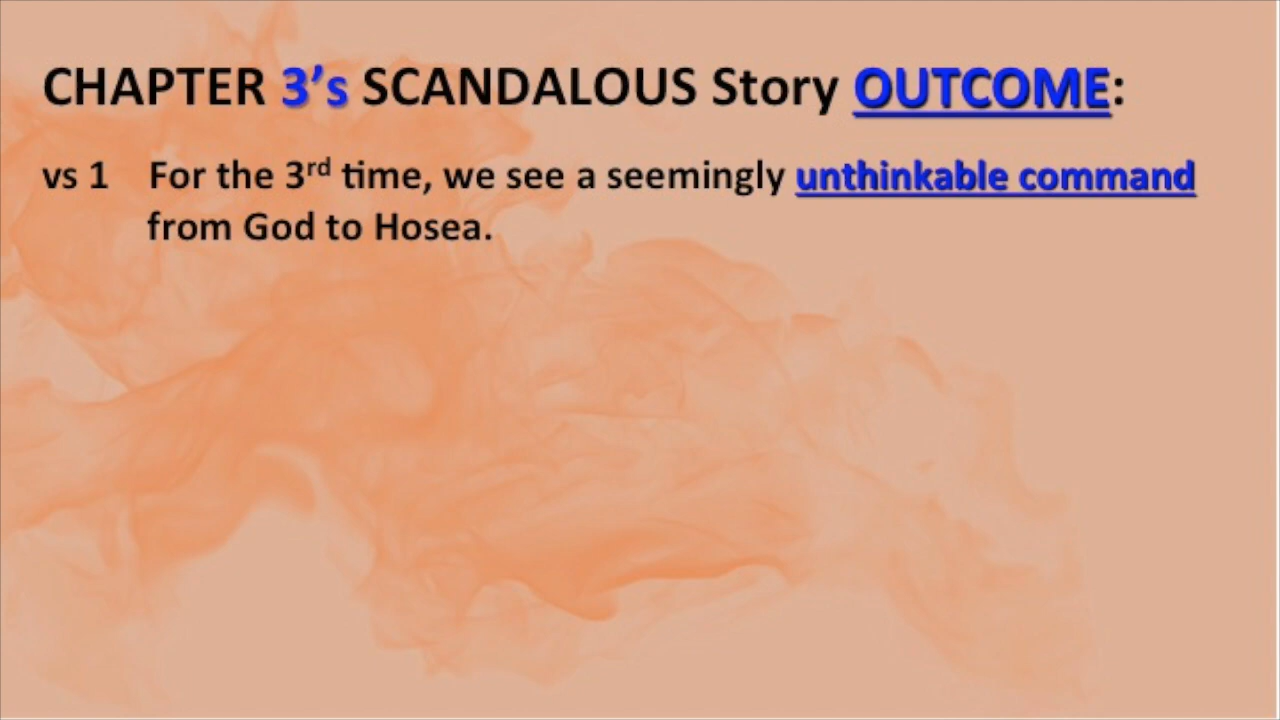 CHAPTER 3’s SCANDALOUS Story OUTCOME:
vs 1 For the 3rd time, we see a seemingly unthinkable command
from God to Hosea.